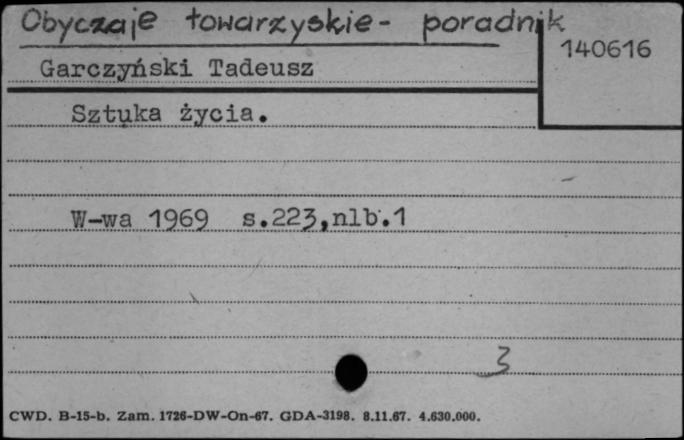 Obyczaje towarzyskie - poradnik
140616
Garczyński Tadeusz
Sztuka życia.
W-wa 1969 s.223,nlb.1
3
CWD. B-15-b. Zam. 1726-DW-On-67. GDA-3198. 8.11.67. 4.630.000.